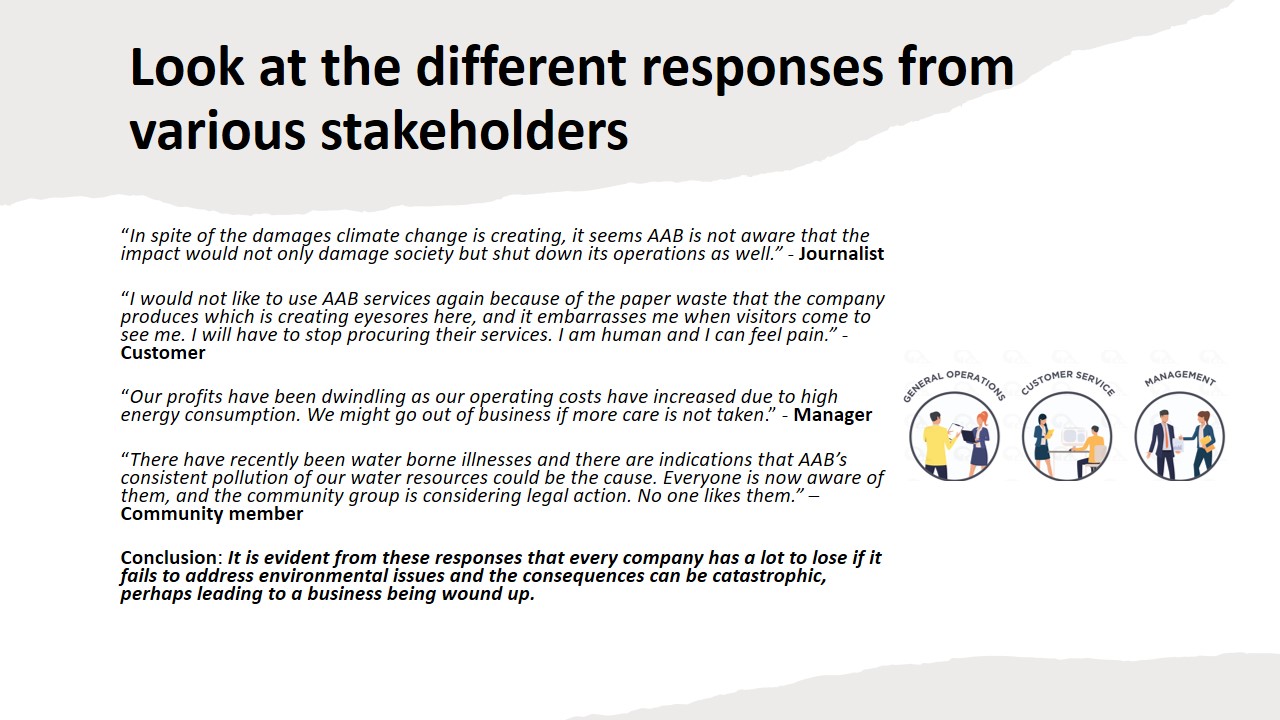 Look at the different responses from
various stakeholders
“In spite of the damages climate change is creating, it seems AAB is not aware that the
impact would not only damage society but shut down its operations as well.” - Journalist
“I would not like to use AAB services again because of the paper waste that the company
produces which is creating eyesores here, and it embarrasses me when visitors come to
see me. I will have to stop procuring their services. I am human and I can feel pain.” -
Customer
“Our profits have been dwindling as our operating costs have increased due to high
energy consumption. We might go out of business if more care is not taken.” - Manager
“There have recently been water borne illnesses and there are indications that AAB’s
consistent pollution of our water resources could be the cause. Everyone is now aware of
them, and the community group is considering legal action. No one likes them.” –
Community member
Conclusion: It is evident from these responses that every company has a lot to lose if it
fails to address environmental issues and the consequences can be catastrophic,
perhaps leading to a business being wound up.
GENERAL OPERATIONS
CUSTOMER SERVICE
MANAGEMENT